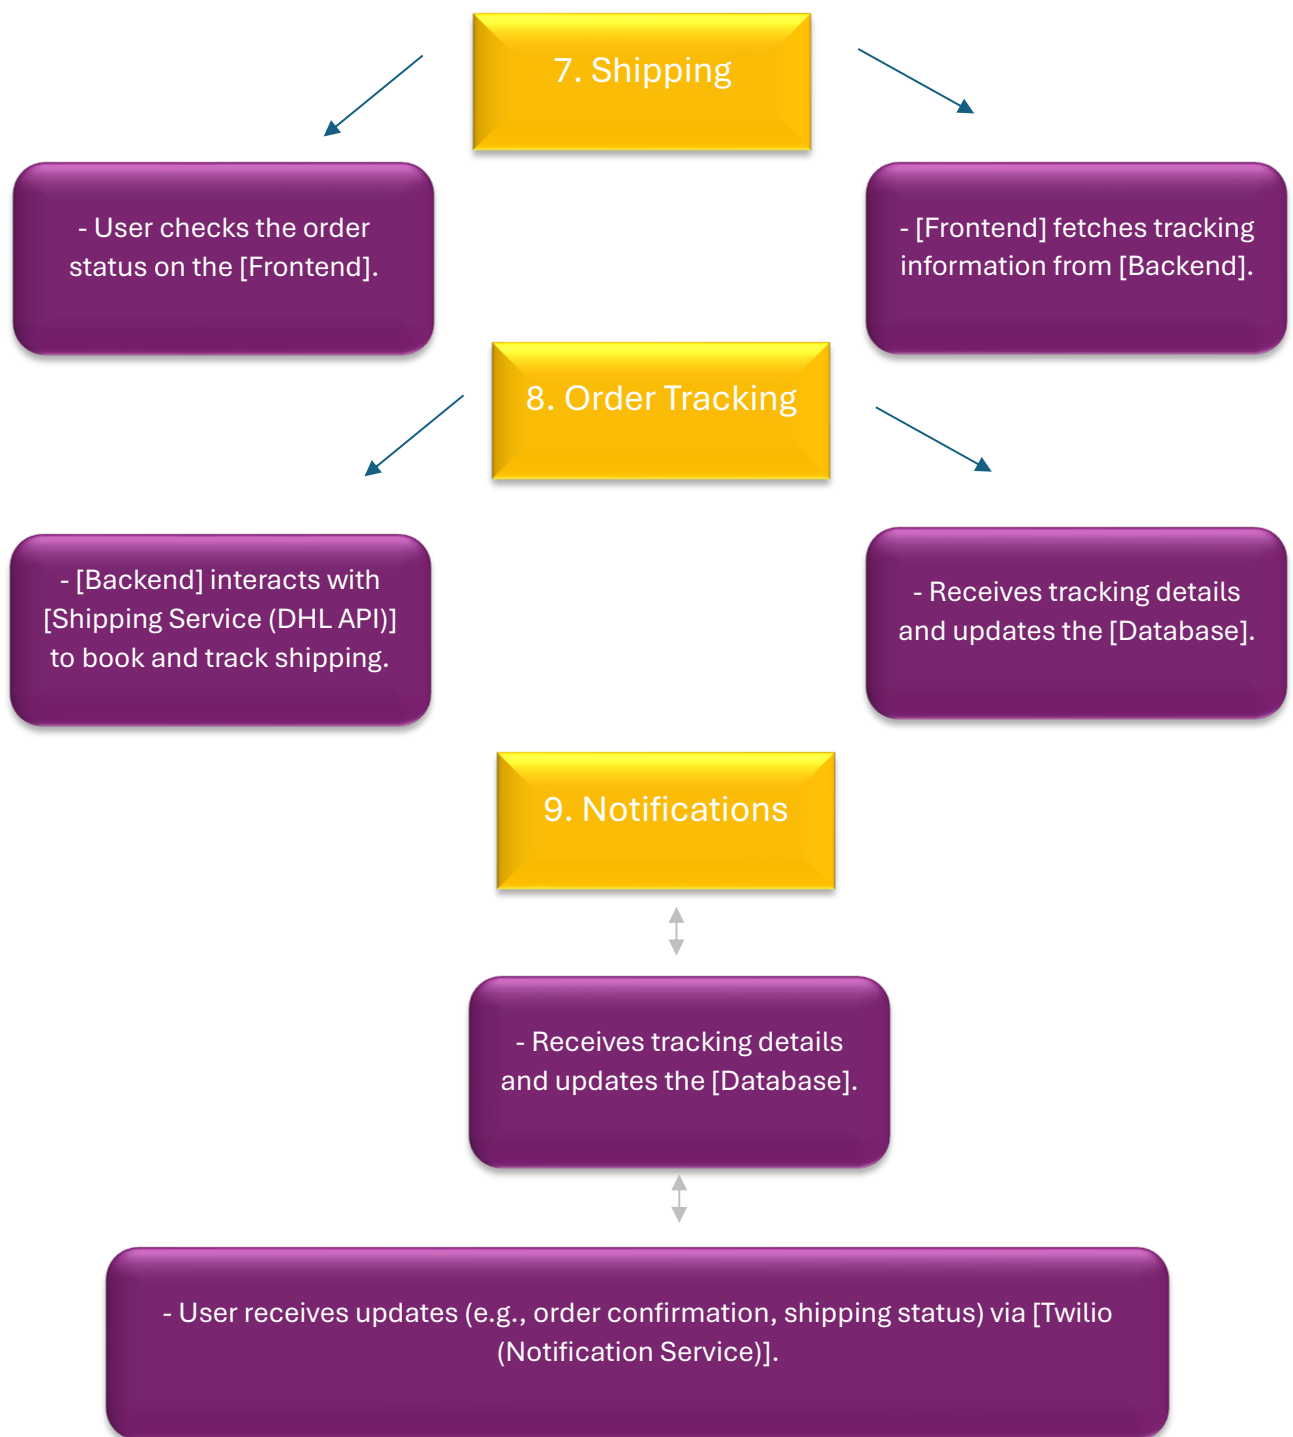 7. Shipping
- User checks the order
status on the [Frontend].
- [Frontend] fetches tracking
information from [Backend].
8. Order Tracking
- [Backend] interacts with
[Shipping Service (DHL API)]
to book and track shipping.
- Receives tracking details
and updates the [Database].
9. Notifications
- Receives tracking details
and updates the [Database].
- User receives updates (e.g., order confirmation, shipping status) via [Twilio
(Notification Service)].